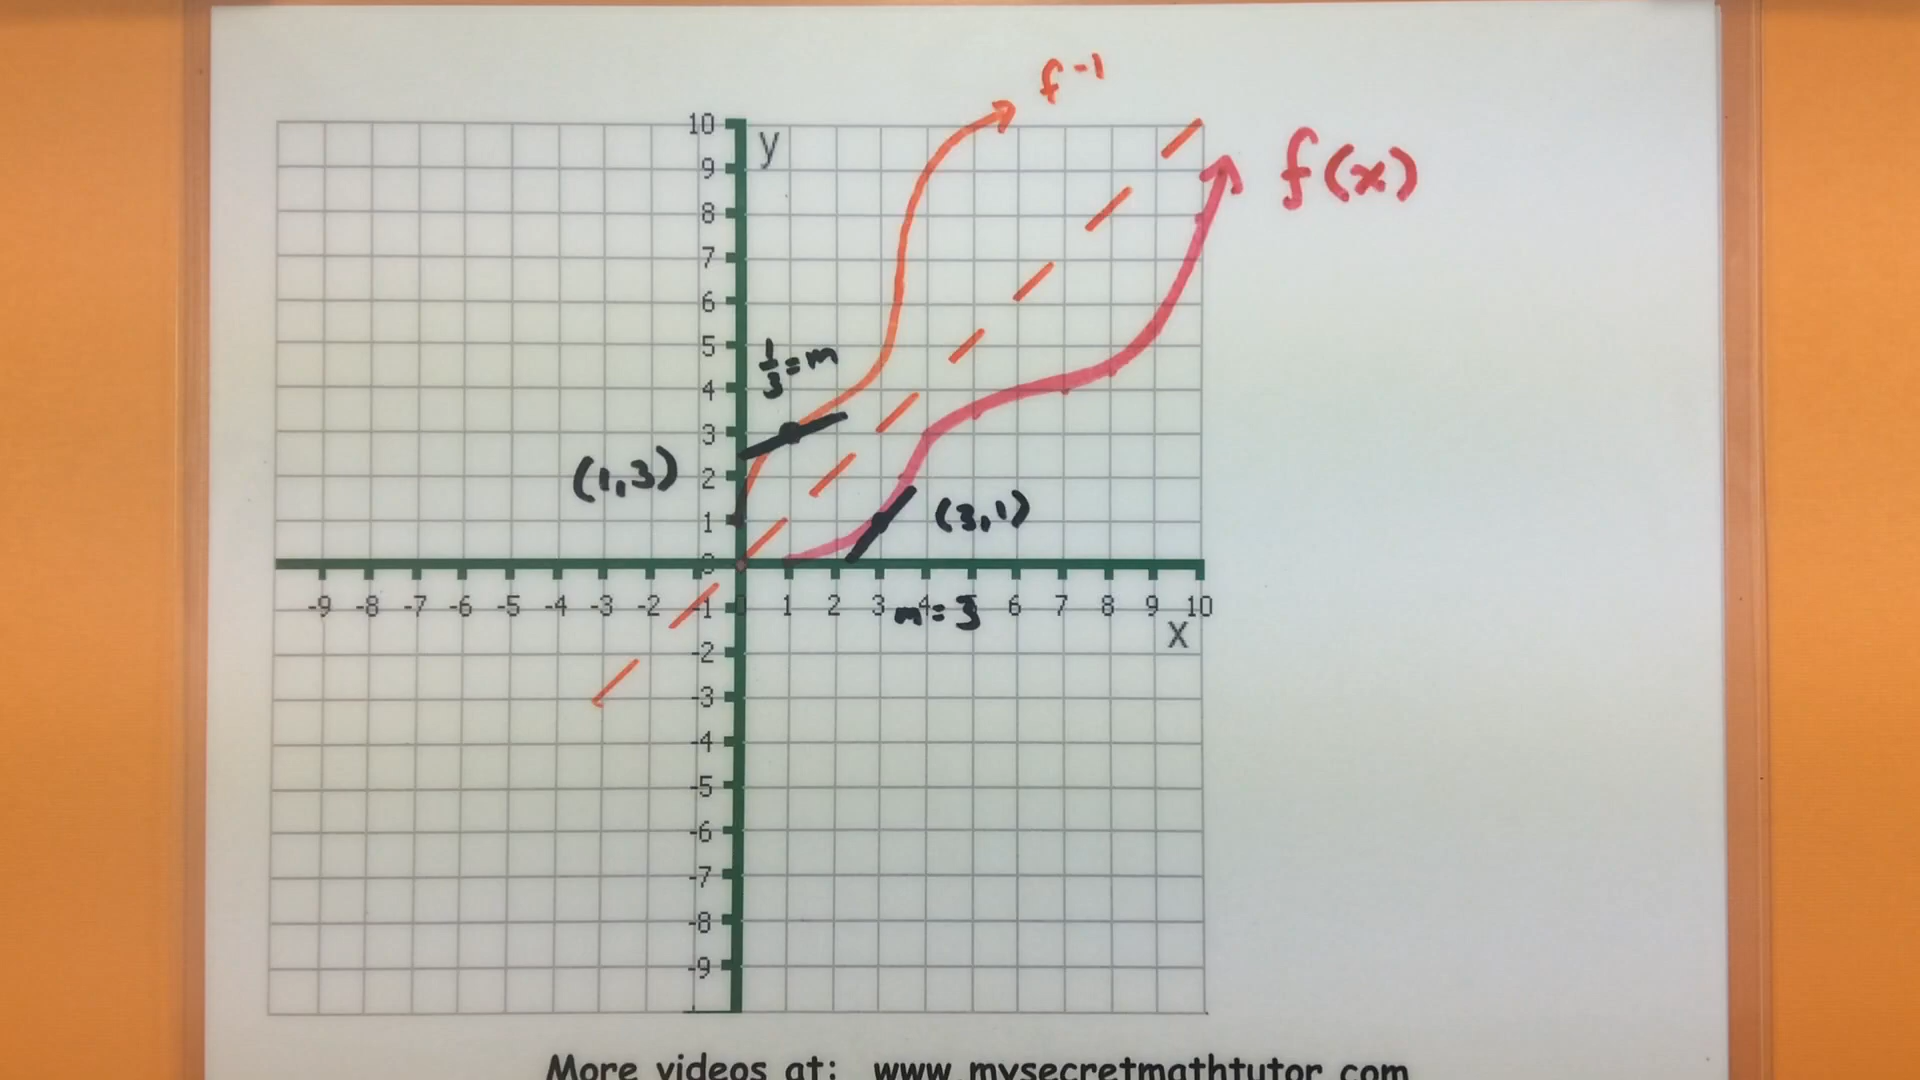 f⁻¹
10 y
f(x)
9
8
7
6
5
1/3 = m
4
3
(1,3)
2
1
(3,1)
0
-9 -8 -7 -6 -5 -4 -3 -2 -1 1 2 3 4 5 6 7 8 9 10
m = 3
x
-2
-3
-4
-5
-6
-7
-8
-9
More videos at: www.mysecretmathtutor.com